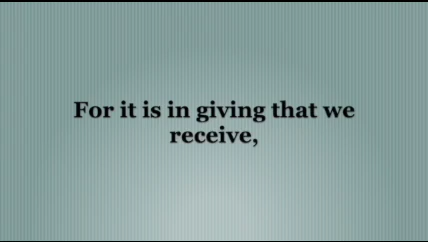 For it is in giving that we
receive,